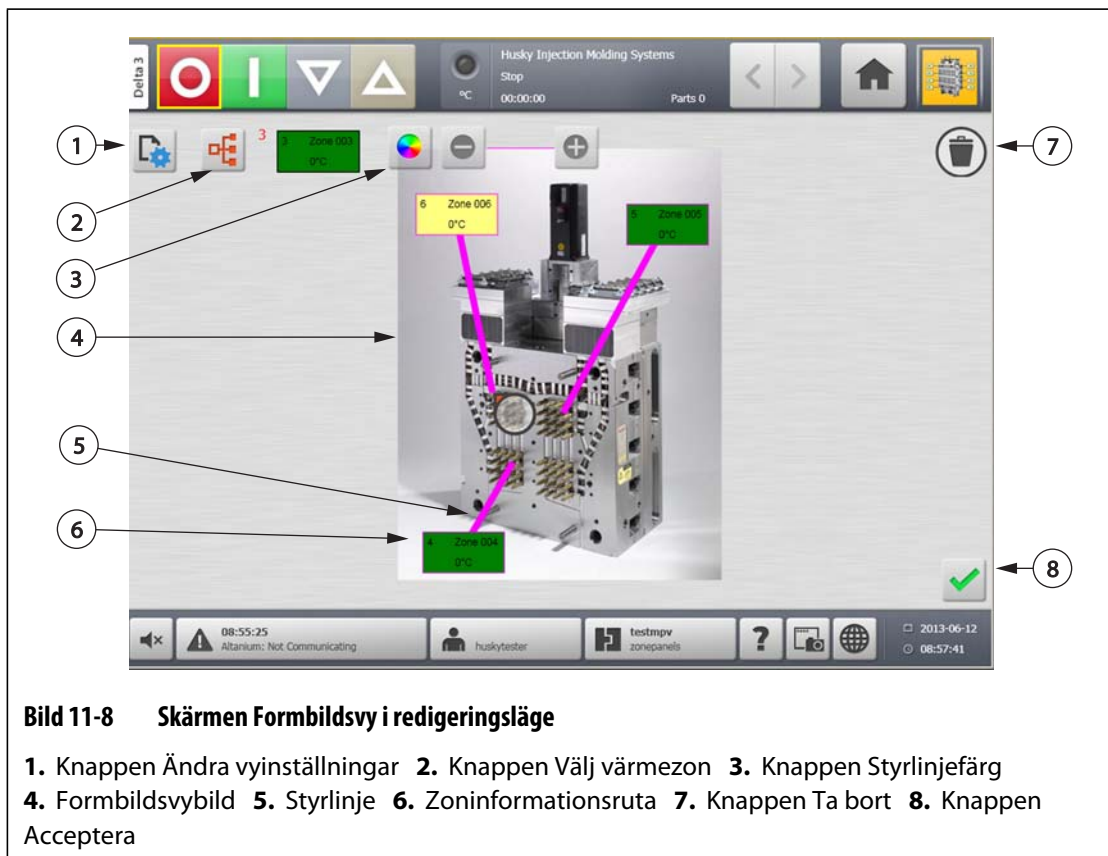 Delta 3
Husky Injection Molding Systems
Stop
°C
00:00:00
Parts 0
1
2
3
4
5
6
7
8
3
3 Zone 003
0°C
6 Zone 006
0°C
5 Zone 005
0°C
4 Zone 004
0°C
08:55:25
Altanium: Not Communicating
huskytester
testmpv
zonepanels
?
2013-06-12
08:57:41
Bild 11-8 Skärmen Formbildsvy i redigeringsläge
1. Knappen Ändra vyinställningar 2. Knappen Välj värmezon 3. Knappen Styrlinjefärg
4. Formbildsvybild 5. Styrlinje 6. Zoninformationsruta 7. Knappen Ta bort 8. Knappen
Acceptera